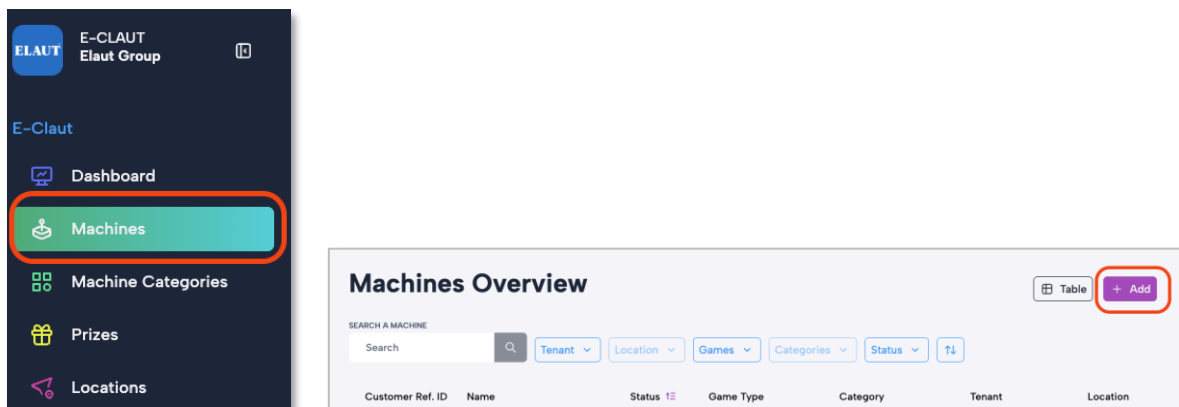 ELAUT
E-CLAUT
Elaut Group
E-Claut
Dashboard
Machines
Machine Categories
Prizes
Locations
Machines Overview
Table
+ Add
SEARCH A MACHINE
Search
Tenant
Location
Games
Categories
Status
Customer Ref. ID Name Status Game Type Category Tenant Location